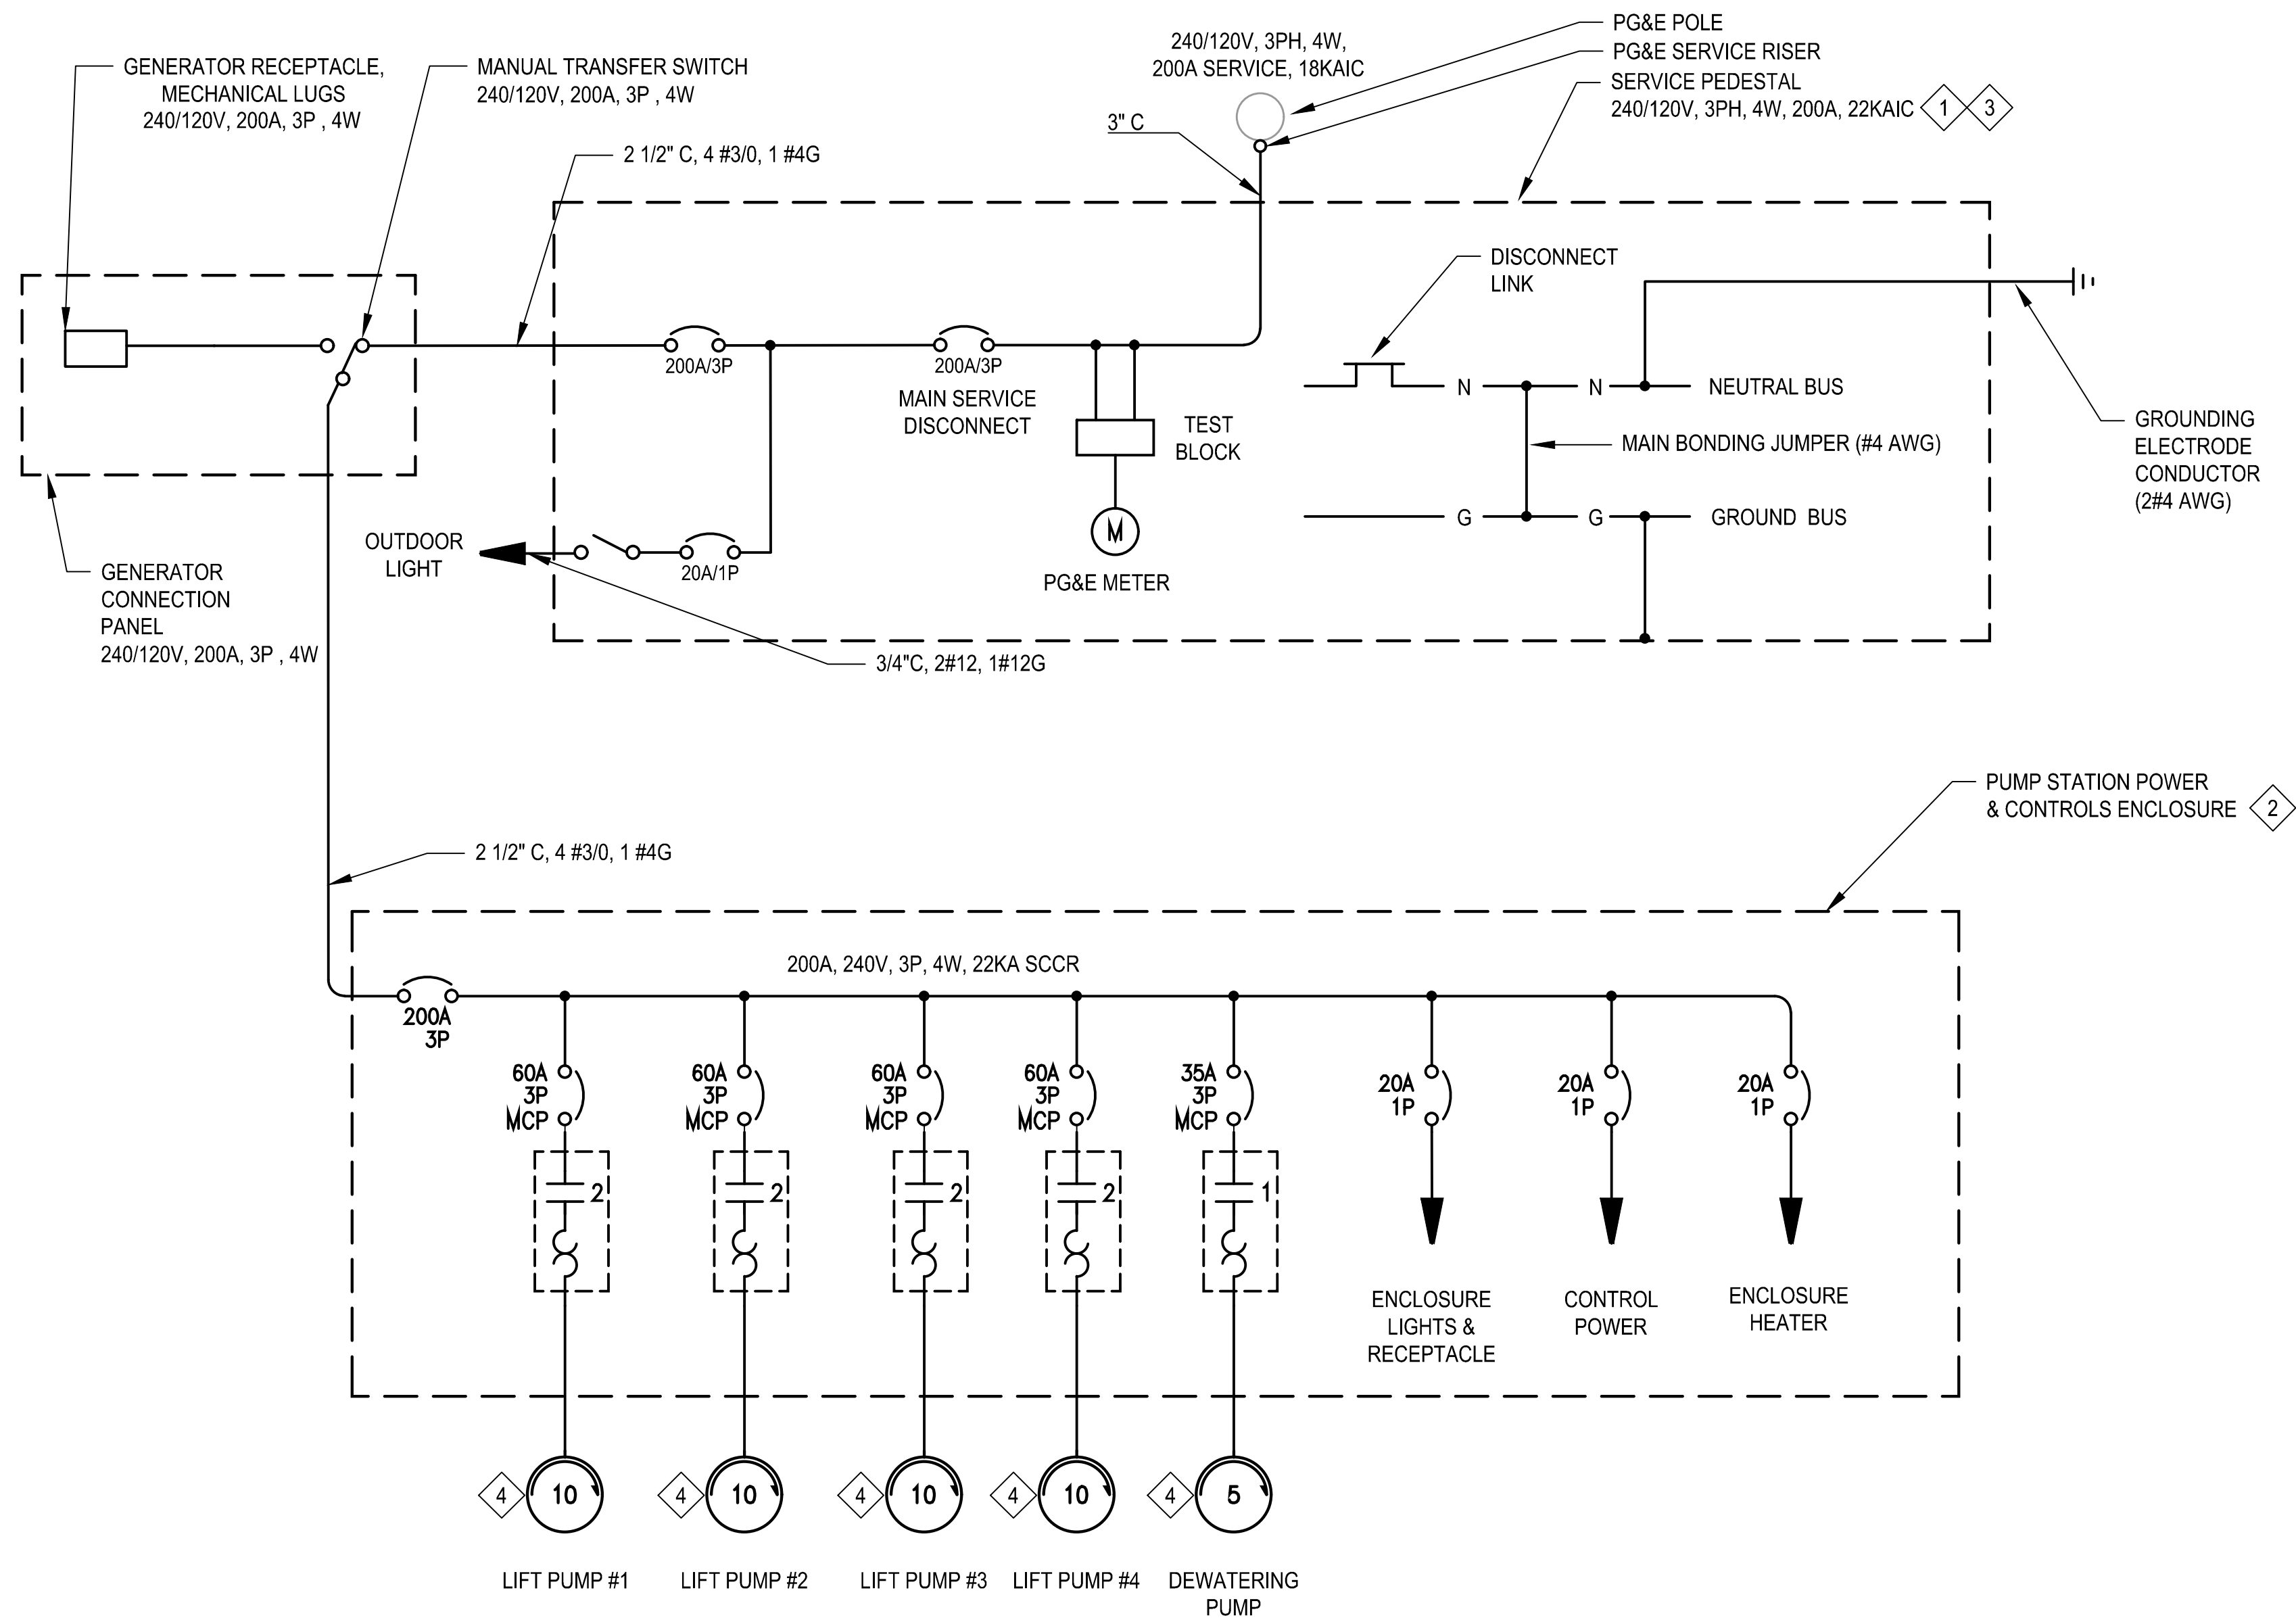 PG&E POLE
PG&E SERVICE RISER
SERVICE PEDESTAL
240/120V, 3PH, 4W, 200A, 22KAIC
1
3
240/120V, 3PH, 4W,
200A SERVICE, 18KAIC
3" C
GENERATOR RECEPTACLE,
MECHANICAL LUGS
240/120V, 200A, 3P , 4W
MANUAL TRANSFER SWITCH
240/120V, 200A, 3P , 4W
2 1/2" C, 4 #3/0, 1 #4G
DISCONNECT
LINK
200A/3P
200A/3P
MAIN SERVICE
DISCONNECT
TEST
BLOCK
N
N
NEUTRAL BUS
MAIN BONDING JUMPER (#4 AWG)
G
G
GROUND BUS
GROUNDING
ELECTRODE
CONDUCTOR
(2#4 AWG)
M
PG&E METER
OUTDOOR
LIGHT
20A/1P
GENERATOR
CONNECTION
PANEL
240/120V, 200A, 3P , 4W
3/4"C, 2#12, 1#12G
PUMP STATION POWER
& CONTROLS ENCLOSURE
2
2 1/2" C, 4 #3/0, 1 #4G
200A, 240V, 3P, 4W, 22KA SCCR
200A
3P
60A
3P
MCP
60A
3P
MCP
60A
3P
MCP
60A
3P
MCP
35A
3P
MCP
20A
1P
20A
1P
20A
1P
2
2
2
2
1
ENCLOSURE
LIGHTS &
RECEPTACLE
CONTROL
POWER
ENCLOSURE
HEATER
4
10
4
10
4
10
4
10
4
5
LIFT PUMP #1
LIFT PUMP #2
LIFT PUMP #3
LIFT PUMP #4
DEWATERING
PUMP